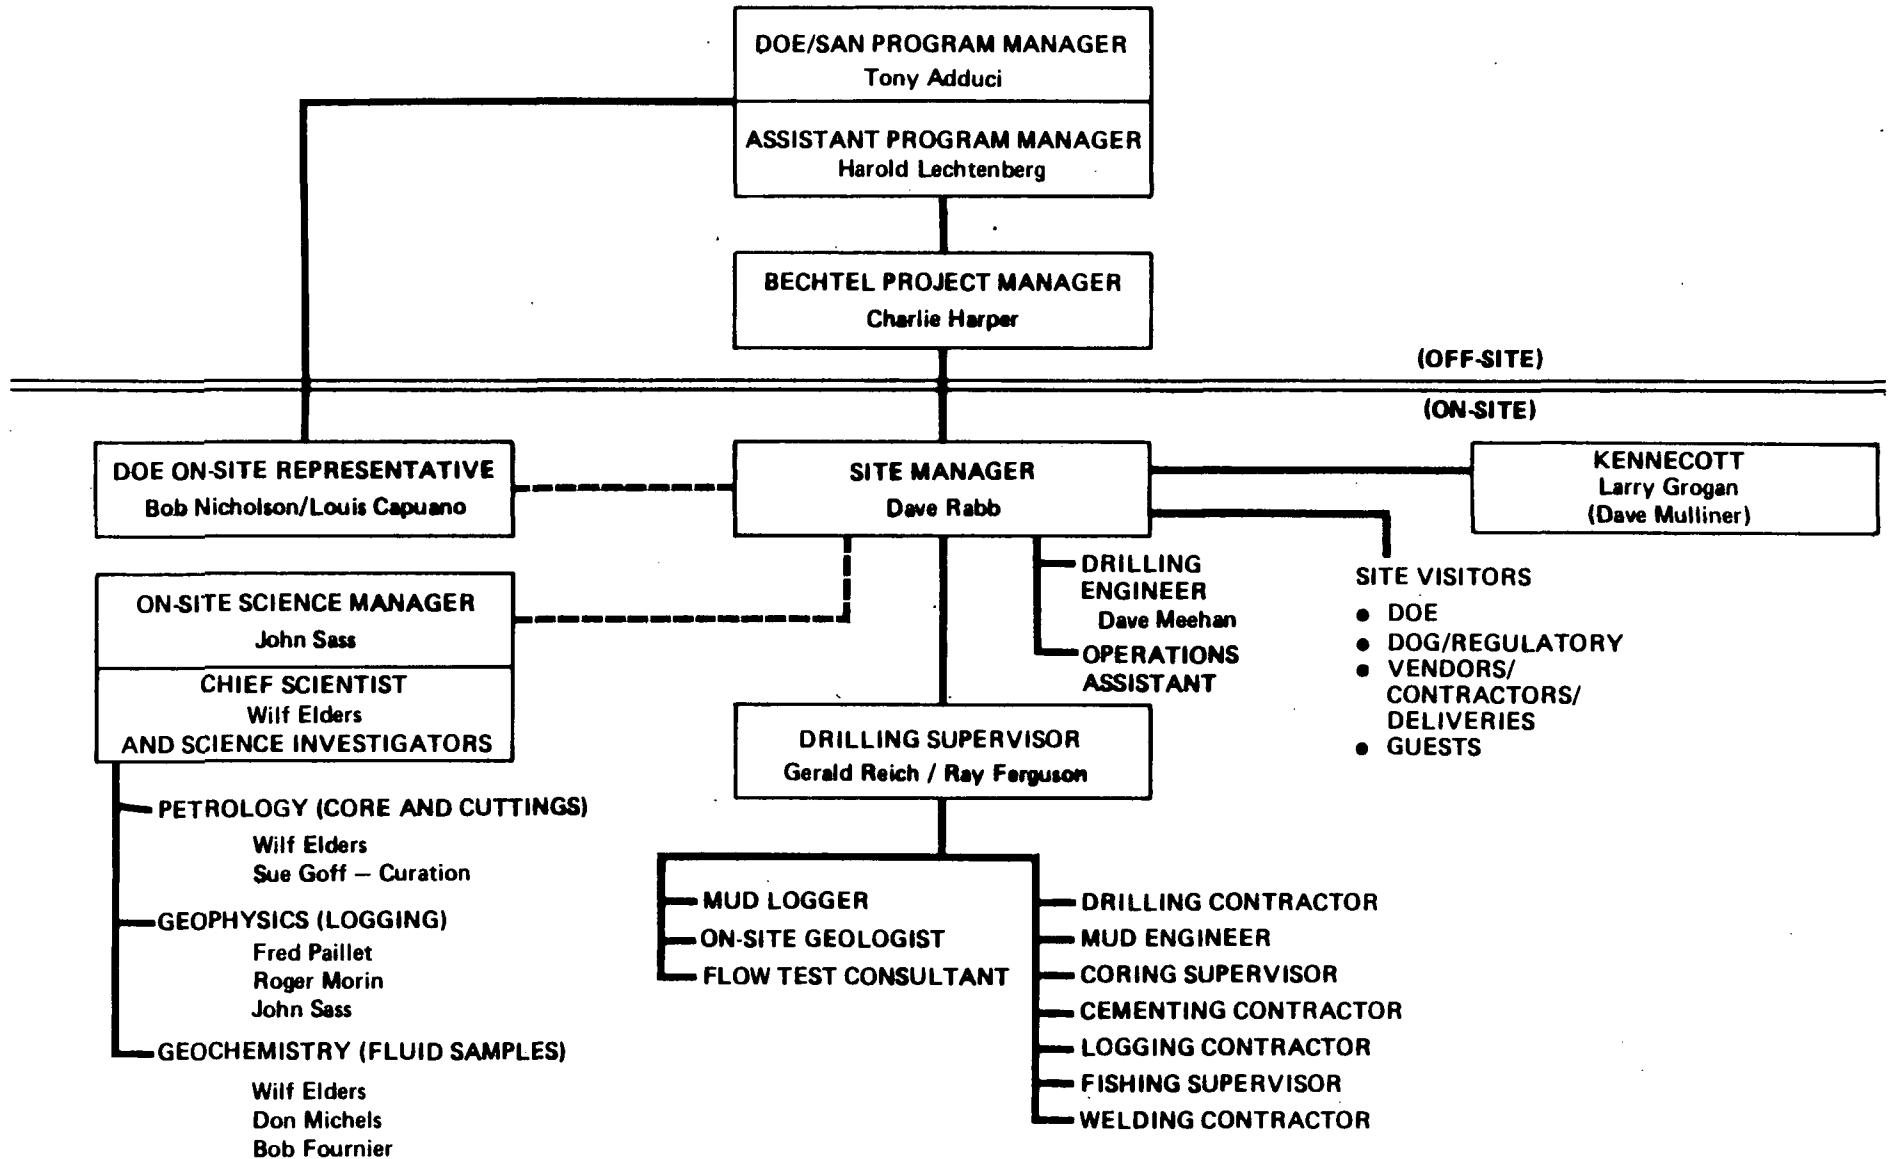 DOE/SAN PROGRAM MANAGER
Tony Adduci
ASSISTANT PROGRAM MANAGER
Harold Lechtenberg
BECHTEL PROJECT MANAGER
Charlie Harper
(OFF-SITE)
(ON-SITE)
DOE ON-SITE REPRESENTATIVE
Bob Nicholson/Louis Capuano
SITE MANAGER
Dave Rabb
KENNECOTT
Larry Grogan
(Dave Mulliner)
ON-SITE SCIENCE MANAGER
John Sass
CHIEF SCIENTIST
Wilf Elders
AND SCIENCE INVESTIGATORS
DRILLING
ENGINEER
Dave Meehan
OPERATIONS
ASSISTANT
SITE VISITORS
● DOE
● DOG/REGULATORY
● VENDORS/
CONTRACTORS/
DELIVERIES
● GUESTS
DRILLING SUPERVISOR
Gerald Reich / Ray Ferguson
PETROLOGY (CORE AND CUTTINGS)
Wilf Elders
Sue Goff — Curation
GEOPHYSICS (LOGGING)
Fred Paillet
Roger Morin
John Sass
GEOCHEMISTRY (FLUID SAMPLES)
Wilf Elders
Don Michels
Bob Fournier
MUD LOGGER
ON-SITE GEOLOGIST
FLOW TEST CONSULTANT
DRILLING CONTRACTOR
MUD ENGINEER
CORING SUPERVISOR
CEMENTING CONTRACTOR
LOGGING CONTRACTOR
FISHING SUPERVISOR
WELDING CONTRACTOR